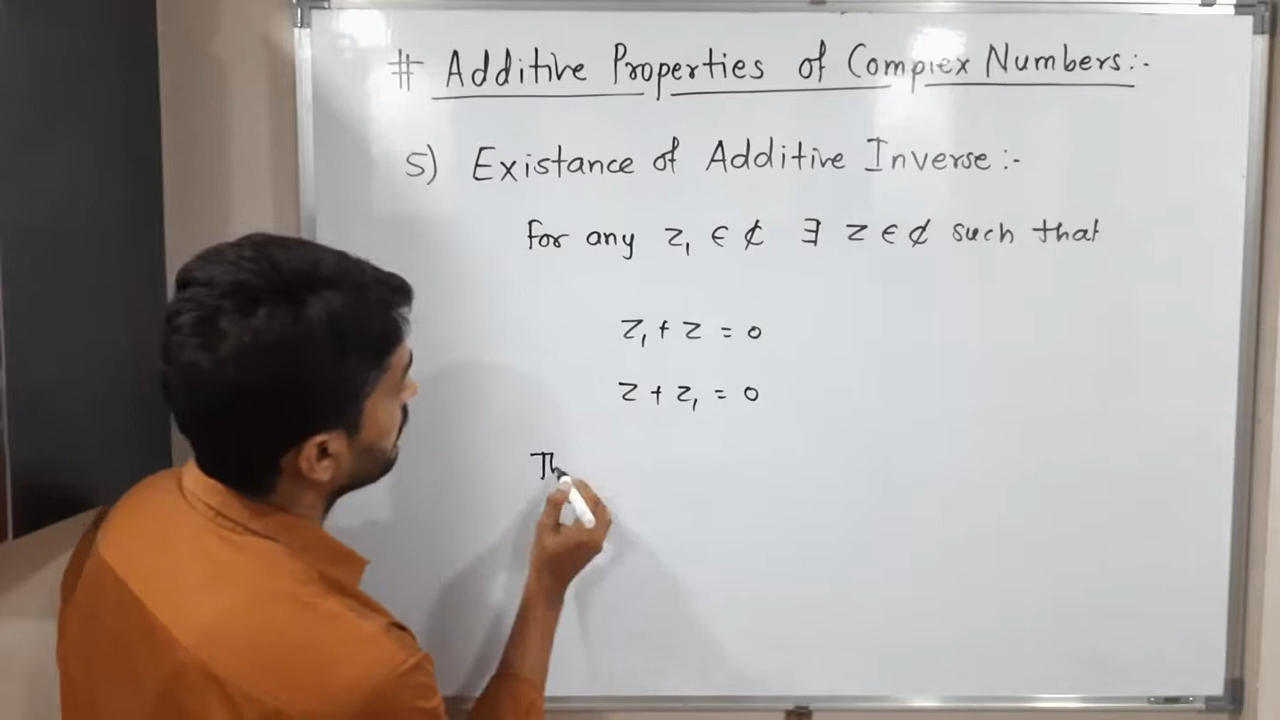 # Additive Properties of Complex Numbers:-
5) Existance of Additive Inverse:-
for any z₁ ∈ ₵ ∃ z ∈ ₵ such that
z₁ + z = 0
z + z₁ = 0
Th